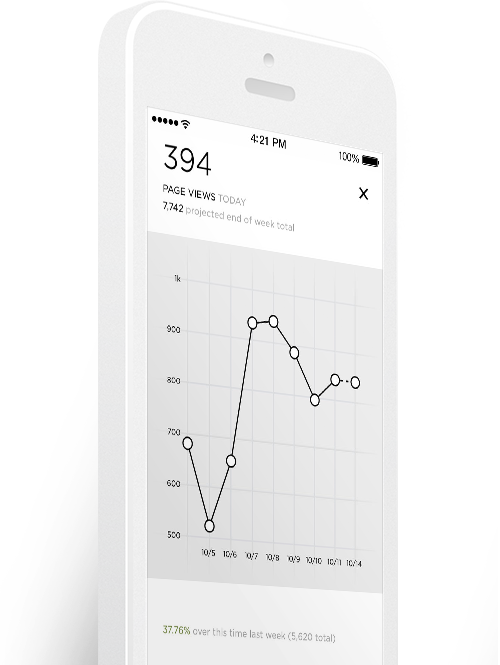 4:21 PM
100%
394
X
PAGE VIEWS TODAY
7,742 projected end of week total
1k
900
800
700
600
500
10/5 10/6 10/7 10/8 10/9 10/10 10/11 10/14
37.76% over this time last week (5,620 total)